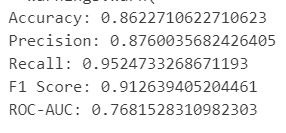 Accuracy: 0.8622710622710623
Precision: 0.8760035682426405
Recall: 0.9524733268671193
F1 Score: 0.912639405204461
ROC-AUC: 0.7681528310982303